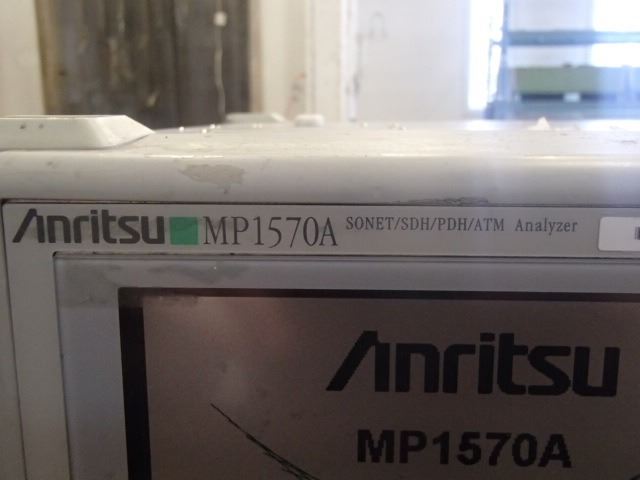 Anritsu MP1570A SONET/SDH/PDH/ATM Analyzer
Anritsu
MP1570A